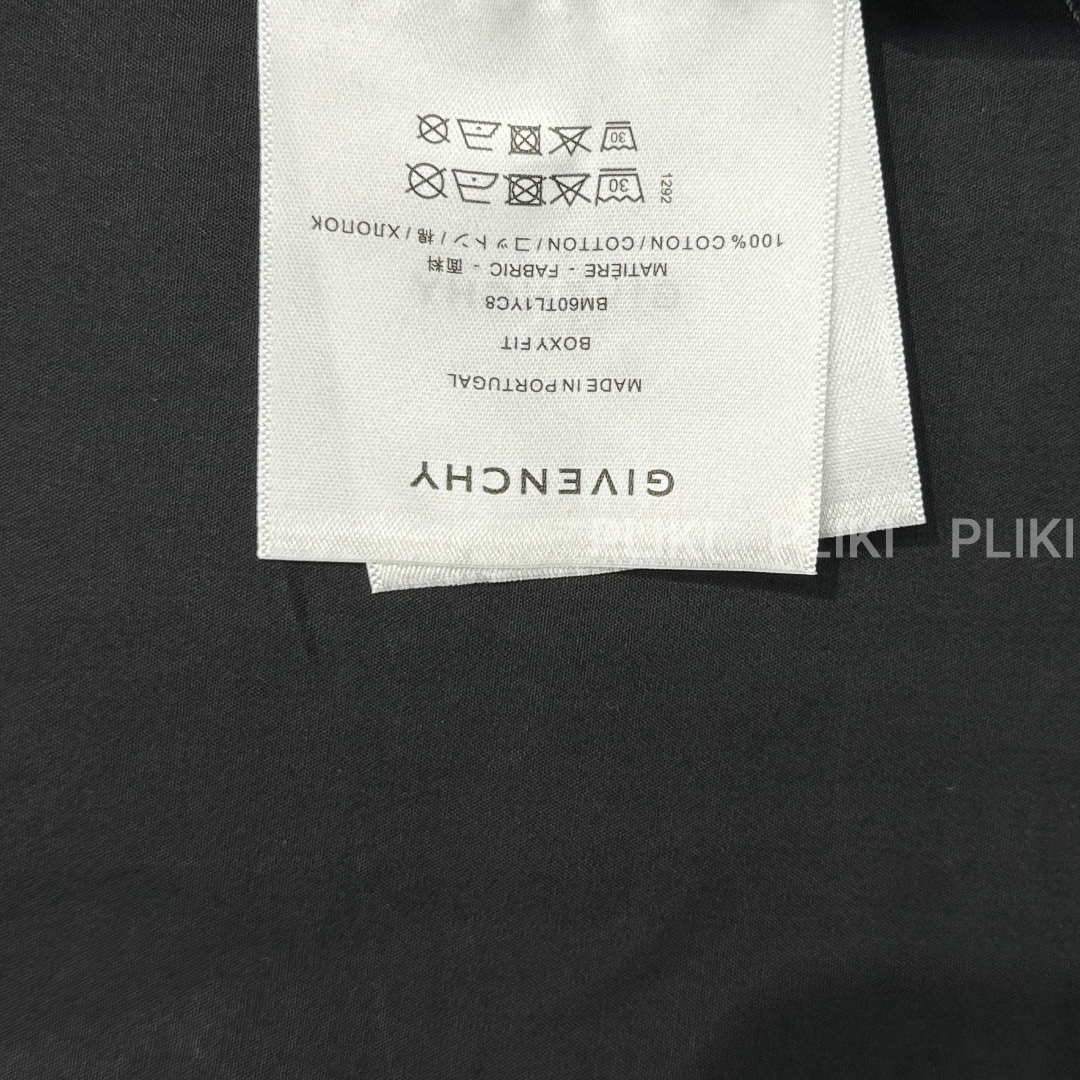 GIVENCHY
MADE IN PORTUGAL
BOXY FIT
BM60TL1YC8
MATIÈRE - FABRIC - 面料
100% COTON / COTTON / コットン / 棉 / ХЛОПОК
1292
30
30
PLIKI PLIKI PLIKI